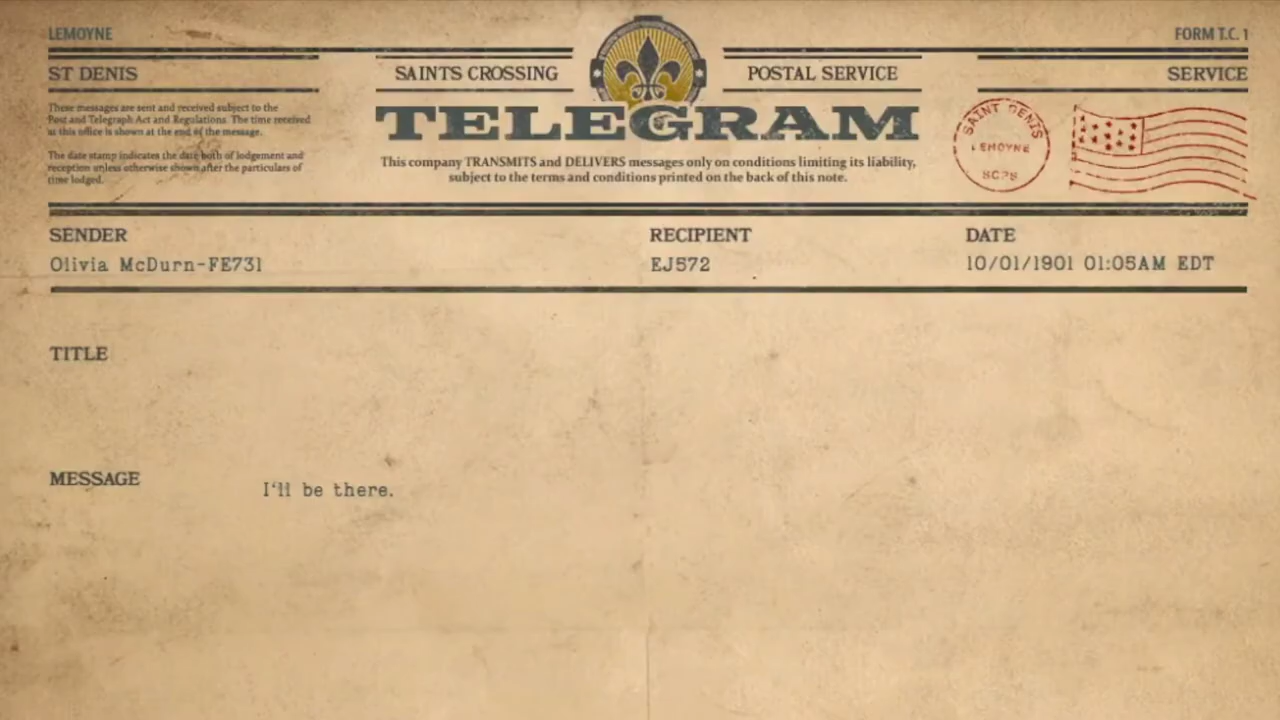 LEMOYNE
FORM T.C. 1
ST DENIS
SAINTS CROSSING
POSTAL SERVICE
SERVICE
TELEGRAM
These messages are sent and received subject to the
Post and Telegraph Act and Regulations. The time received
at this office is shown at the end of the message.
The date stamp indicates the date both of lodgement and
reception unless otherwise shown after the particulars of
time lodged.
This company TRANSMITS and DELIVERS messages only on conditions limiting its liability,
subject to the terms and conditions printed on the back of this note.
SAINT DENIS
LEMOYNE
SCPS
SENDER
RECIPIENT
DATE
Olivia McDurn-FE731
EJ572
10/01/1901 01:05AM EDT
TITLE
MESSAGE
I'll be there.